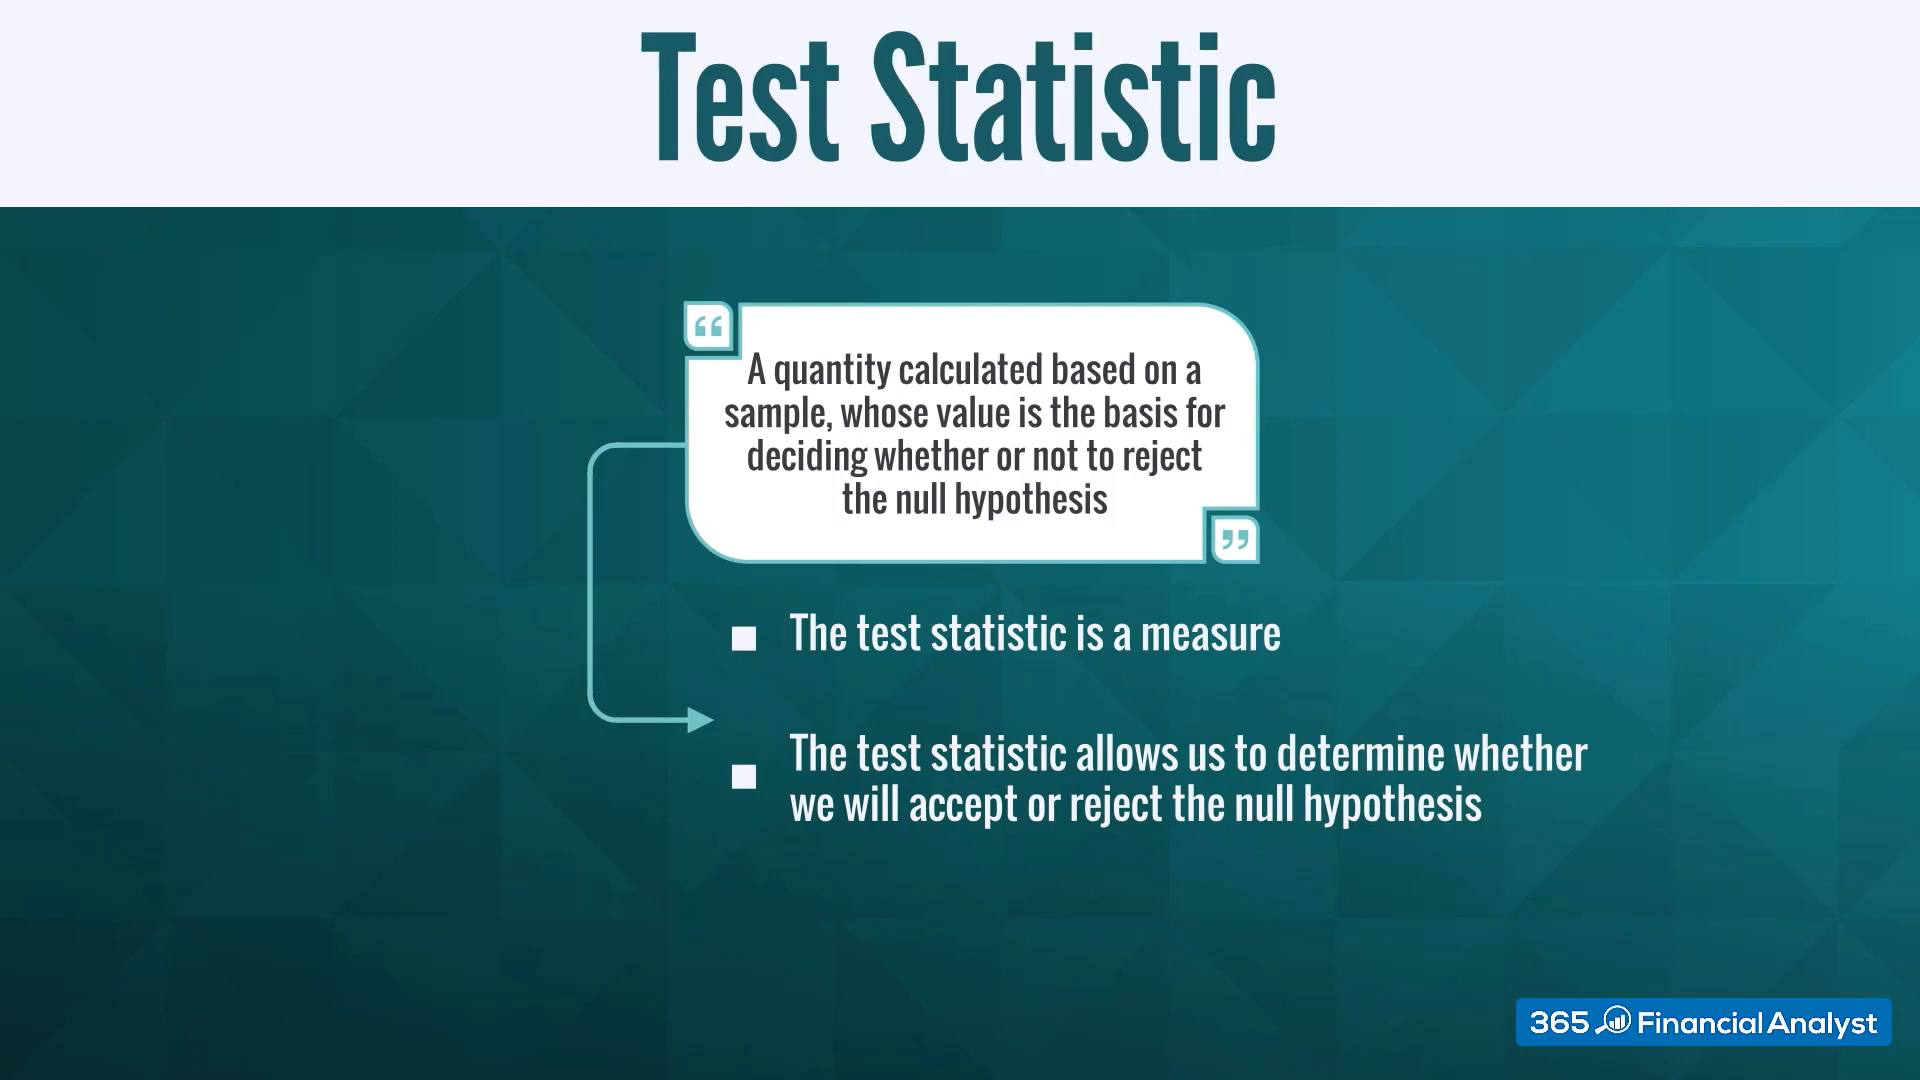 Test Statistic
“
A quantity calculated based on a
sample, whose value is the basis for
deciding whether or not to reject
the null hypothesis
”
The test statistic is a measure
The test statistic allows us to determine whether
we will accept or reject the null hypothesis
365 Financial Analyst